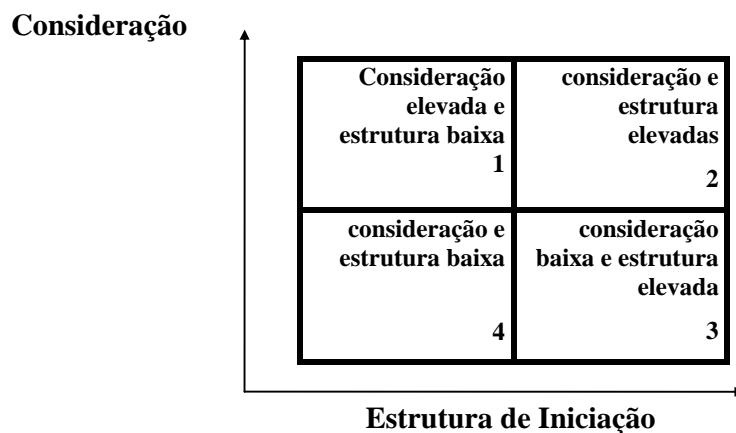 Consideração
Consideração
elevada e
estrutura baixa
1
consideração e
estrutura
elevadas
2
consideração e
estrutura baixa
4
consideração
baixa e estrutura
elevada
3
Estrutura de Iniciação